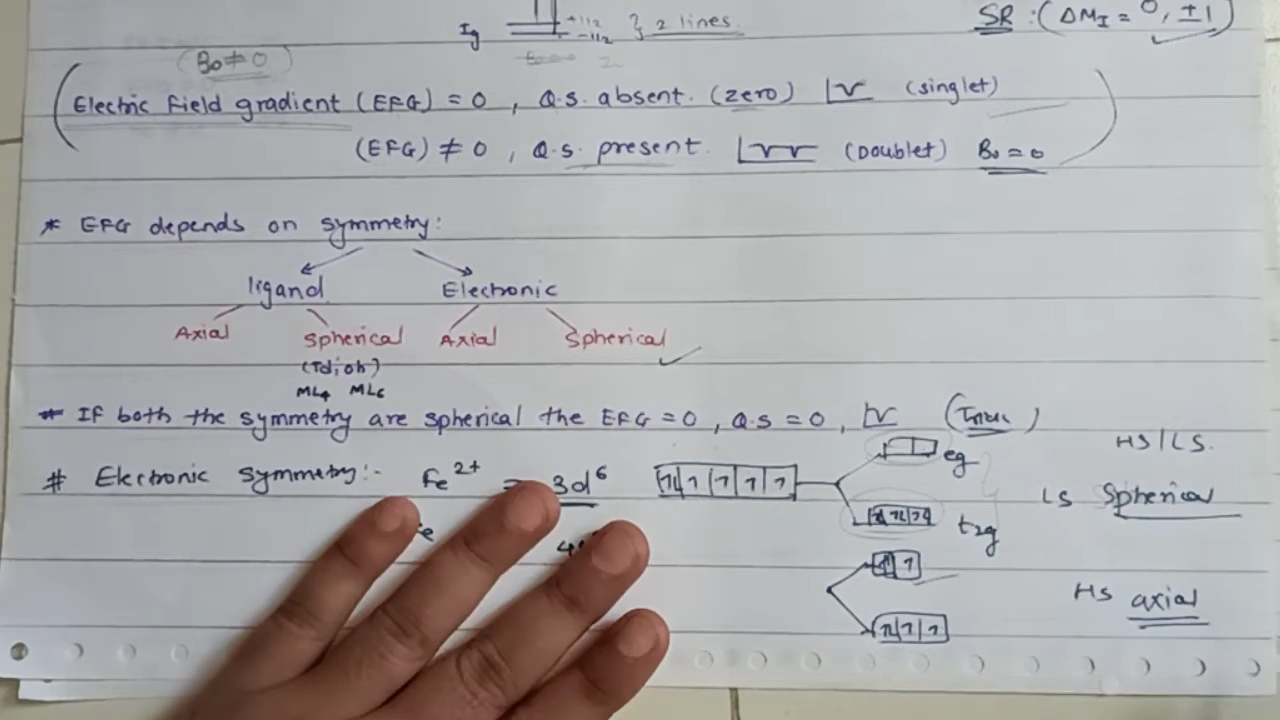 Ig +1/2 -1/2 } 2 lines. SR : (ΔMI = 0, ±1)
(B0 ≠ 0)
Electric Field gradient (EFG) = 0 , Q.S. absent. (zero) (singlet)
(EFG) ≠ 0 , Q.S. present. (Doublet) B0 = 0
* EFG depends on symmetry:
ligand Electronic
Axial Spherical Axial Spherical
(Td, oh)
ML4 ML6
* If both the symmetry are spherical the EFG = 0 , Q.S = 0 ,
HS/LS.
eg
# Electronic symmetry:- Fe2+ = 3d6
LS Spherical
t2g
HS axial